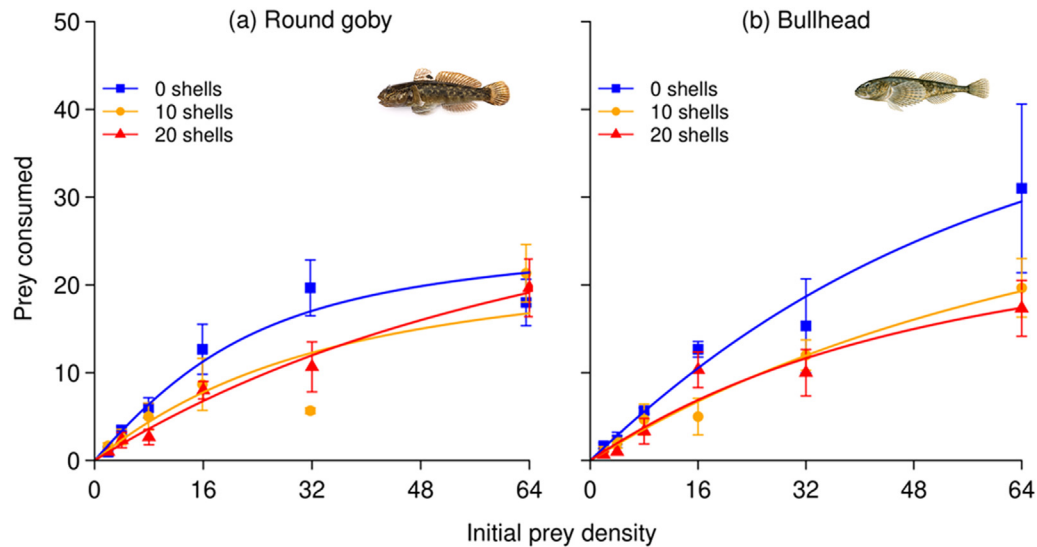 (a) Round goby
(b) Bullhead
50
40
30
20
10
0
Prey consumed
0 shells
10 shells
20 shells
0 shells
10 shells
20 shells
0 16 32 48 64
0 16 32 48 64
Initial prey density